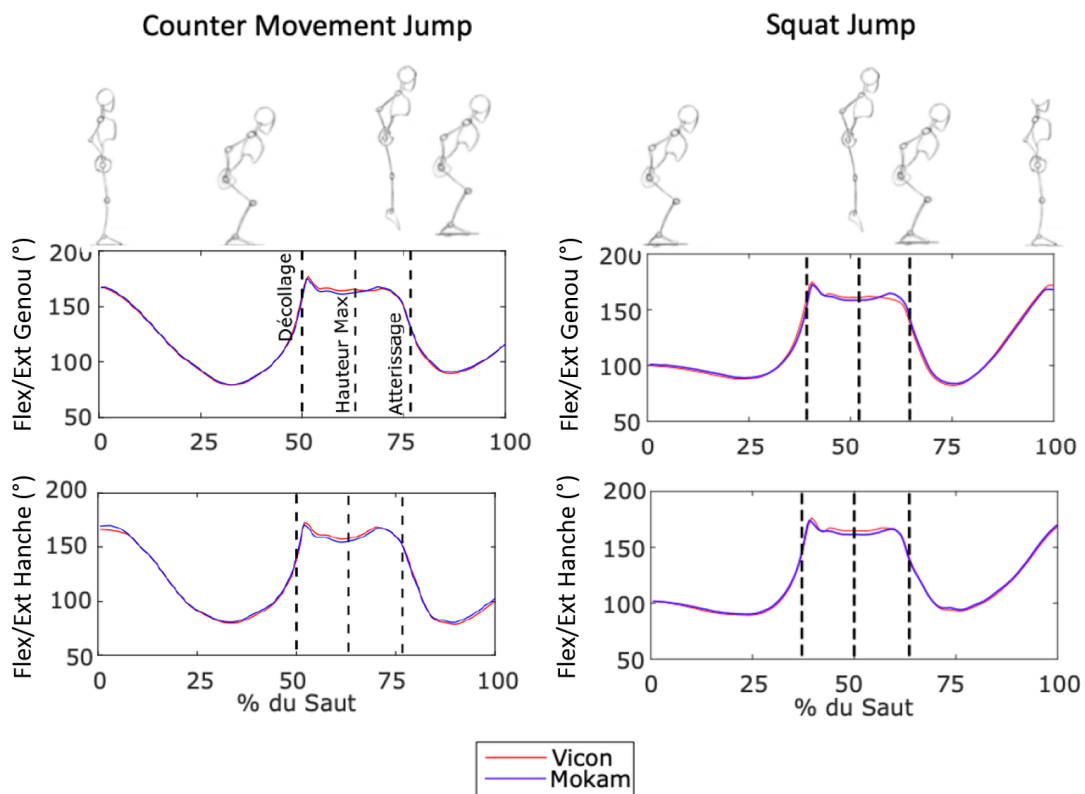 Counter Movement Jump
Squat Jump
Flex/Ext Genou (°)
200
150
100
50
Décollage
Hauteur Max
Atterissage
0
25
50
75
100
Flex/Ext Genou (°)
200
150
100
50
0
25
50
75
100
Flex/Ext Hanche (°)
200
150
100
50
0
25
50
75
100
% du Saut
Flex/Ext Hanche (°)
200
150
100
50
0
25
50
75
100
% du Saut
Vicon
Mokam